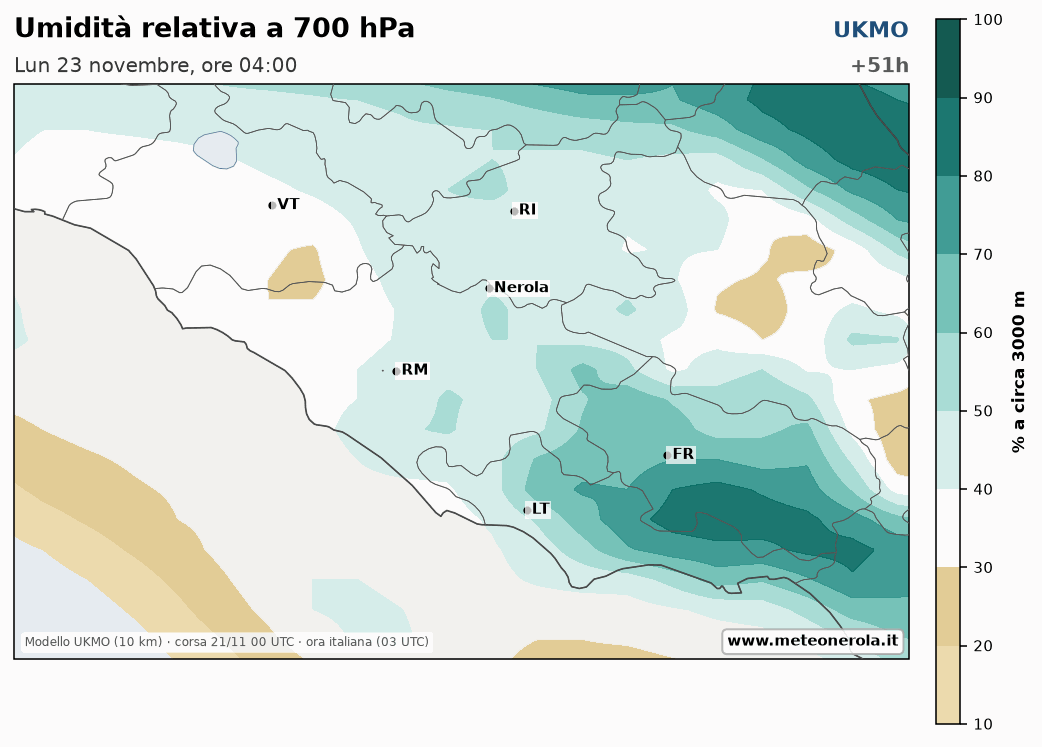 Umidità relativa a 700 hPa
UKMO
Lun 23 novembre, ore 04:00
+51h
VT
RI
Nerola
RM
FR
LT
Modello UKMO (10 km) · corsa 21/11 00 UTC · ora italiana (03 UTC)
www.meteonerola.it
100
90
80
70
60
50
40
30
20
10
% a circa 3000 m